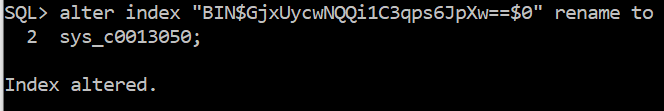 SQL> alter index "BIN$GjxUycwNQQi1C3qps6JpXw==$0" rename to
2 sys_c0013050;
Index altered.